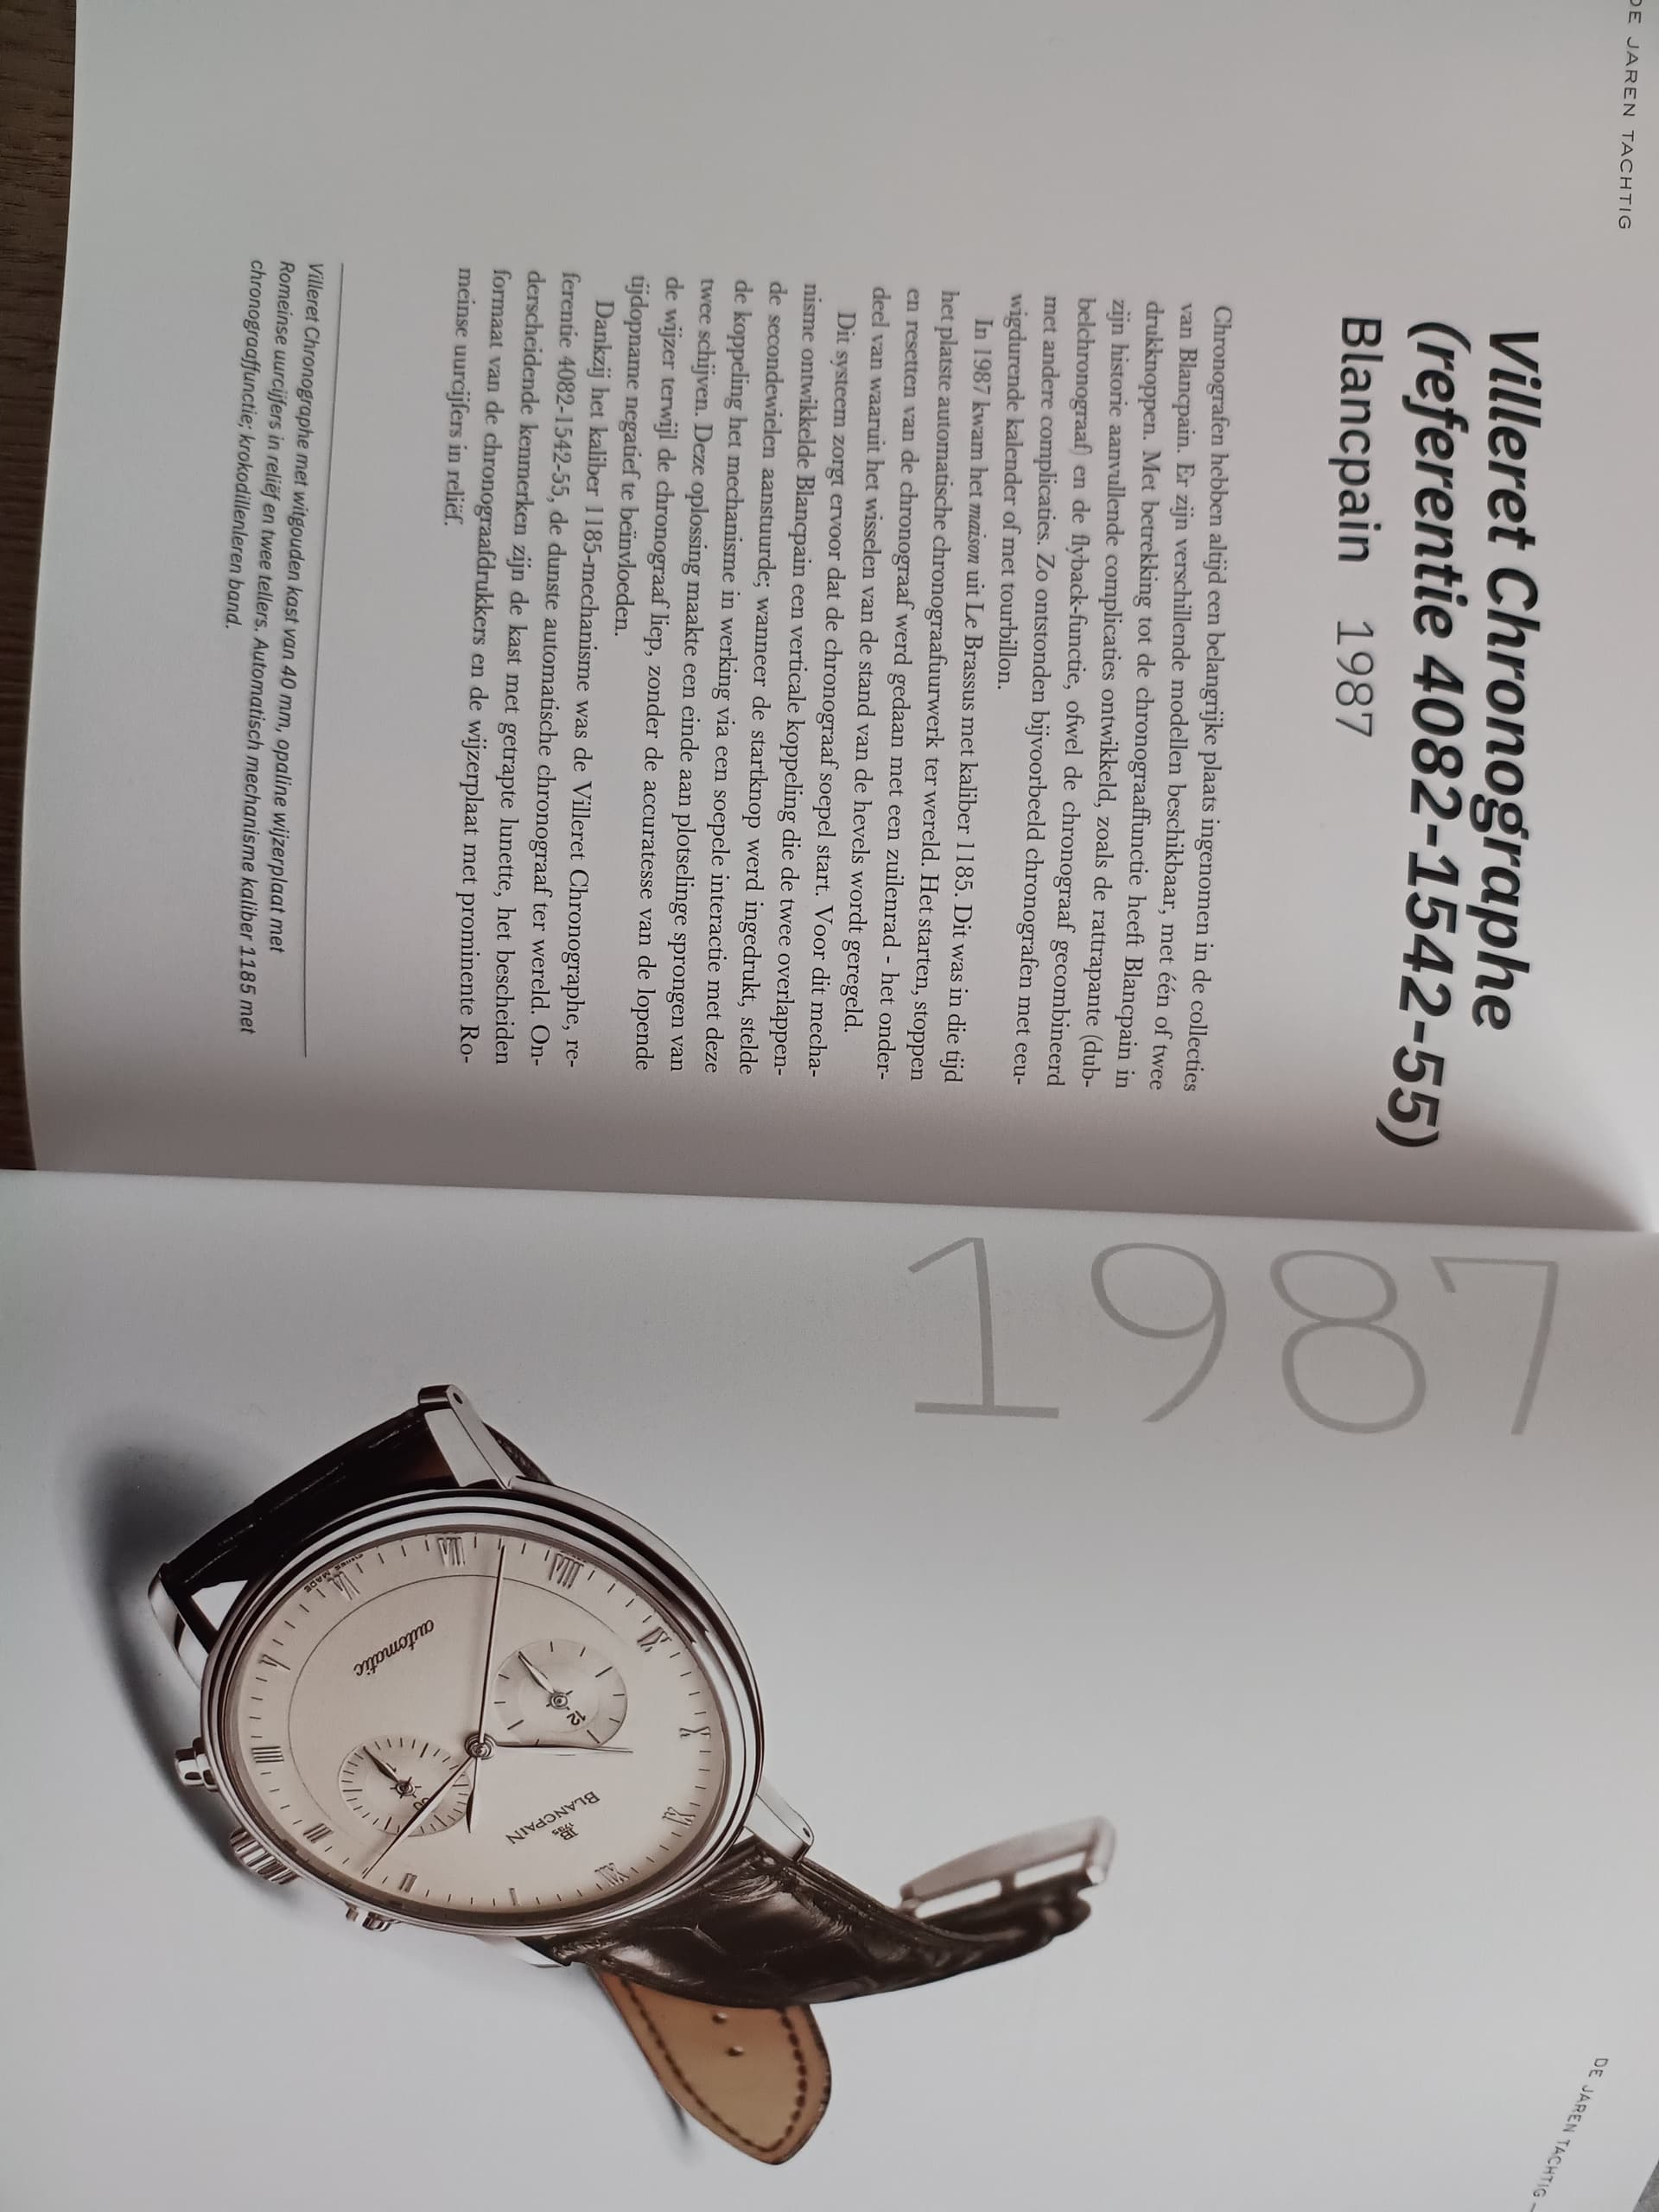 DE JAREN TACHTIG
Villeret Chronographe
(referentie 4082-1542-55)
Blancpain 1987
Chronografen hebben altijd een belangrijke plaats ingenomen in de collecties
van Blancpain. Er zijn verschillende modellen beschikbaar, met één of twee
drukknoppen. Met betrekking tot de chronograaffunctie heeft Blancpain in
zijn historie aanvullende complicaties ontwikkeld, zoals de rattrapante (dub-
belchronograaf) en de flyback-functie, ofwel de chronograaf gecombineerd
met andere complicaties. Zo ontstonden bijvoorbeeld chronografen met eeu-
wigdurende kalender of met tourbillon.
In 1987 kwam het maison uit Le Brassus met kaliber 1185. Dit was in die tijd
het platste automatische chronograafuurwerk ter wereld. Het starten, stoppen
en resetten van de chronograaf werd gedaan met een zuilenrad - het onder-
deel van waaruit het wisselen van de stand van de hevels wordt geregeld.
Dit systeem zorgt ervoor dat de chronograaf soepel start. Voor dit mecha-
nisme ontwikkelde Blancpain een verticale koppeling die de twee overlappen-
de secondewielen aanstuurde; wanneer de startknop werd ingedrukt, stelde
de koppeling het mechanisme in werking via een soepele interactie met deze
twee schijven. Deze oplossing maakte een einde aan plotselinge sprongen van
de wijzer terwijl de chronograaf liep, zonder de accuratesse van de lopende
tijdopname negatief te beïnvloeden.
Dankzij het kaliber 1185-mechanisme was de Villeret Chronographe, re-
ferentie 4082-1542-55, de dunste automatische chronograaf ter wereld. On-
derscheidende kenmerken zijn de kast met getrapte lunette, het bescheiden
formaat van de chronograafdrukkers en de wijzerplaat met prominente Ro-
meinse uurcijfers in reliëf.
Villeret Chronographe met witgouden kast van 40 mm, opaline wijzerplaat met
Romeinse uurcijfers in reliëf en twee tellers. Automatisch mechanisme kaliber 1185 met
chronograaffunctie; krokodillenleren band.
1987
DE JAREN TACHTIG –
XII
I
II
III
IIII
V
VI
VII
VIII
IX
X
XI
JB
1735
BLANCPAIN
12
automatic